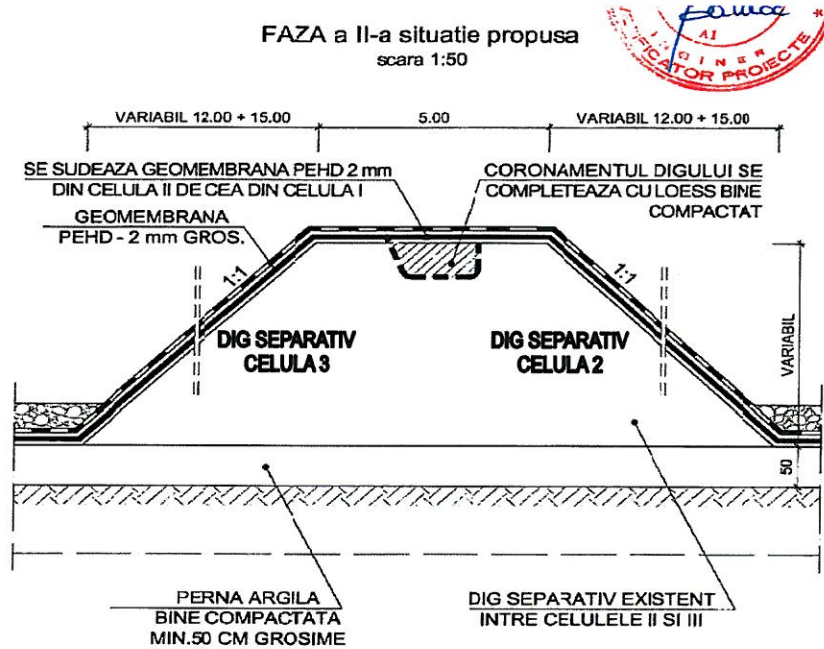 FAZA a II-a situatie propusa
scara 1:50
A I
INGINER
VERIFICATOR PROIECTE *
VARIABIL 12.00 + 15.00
5.00
VARIABIL 12.00 + 15.00
SE SUDEAZA GEOMEMBRANA PEHD 2 mm
DIN CELULA II DE CEA DIN CELULA I
CORONAMENTUL DIGULUI SE
COMPLETEAZA CU LOESS BINE
COMPACTAT
GEOMEMBRANA
PEHD - 2 mm GROS.
1:1
1:1
DIG SEPARATIV
CELULA 3
DIG SEPARATIV
CELULA 2
VARIABIL
50
PERNA ARGILA
BINE COMPACTATA
MIN.50 CM GROSIME
DIG SEPARATIV EXISTENT
INTRE CELULELE II SI III